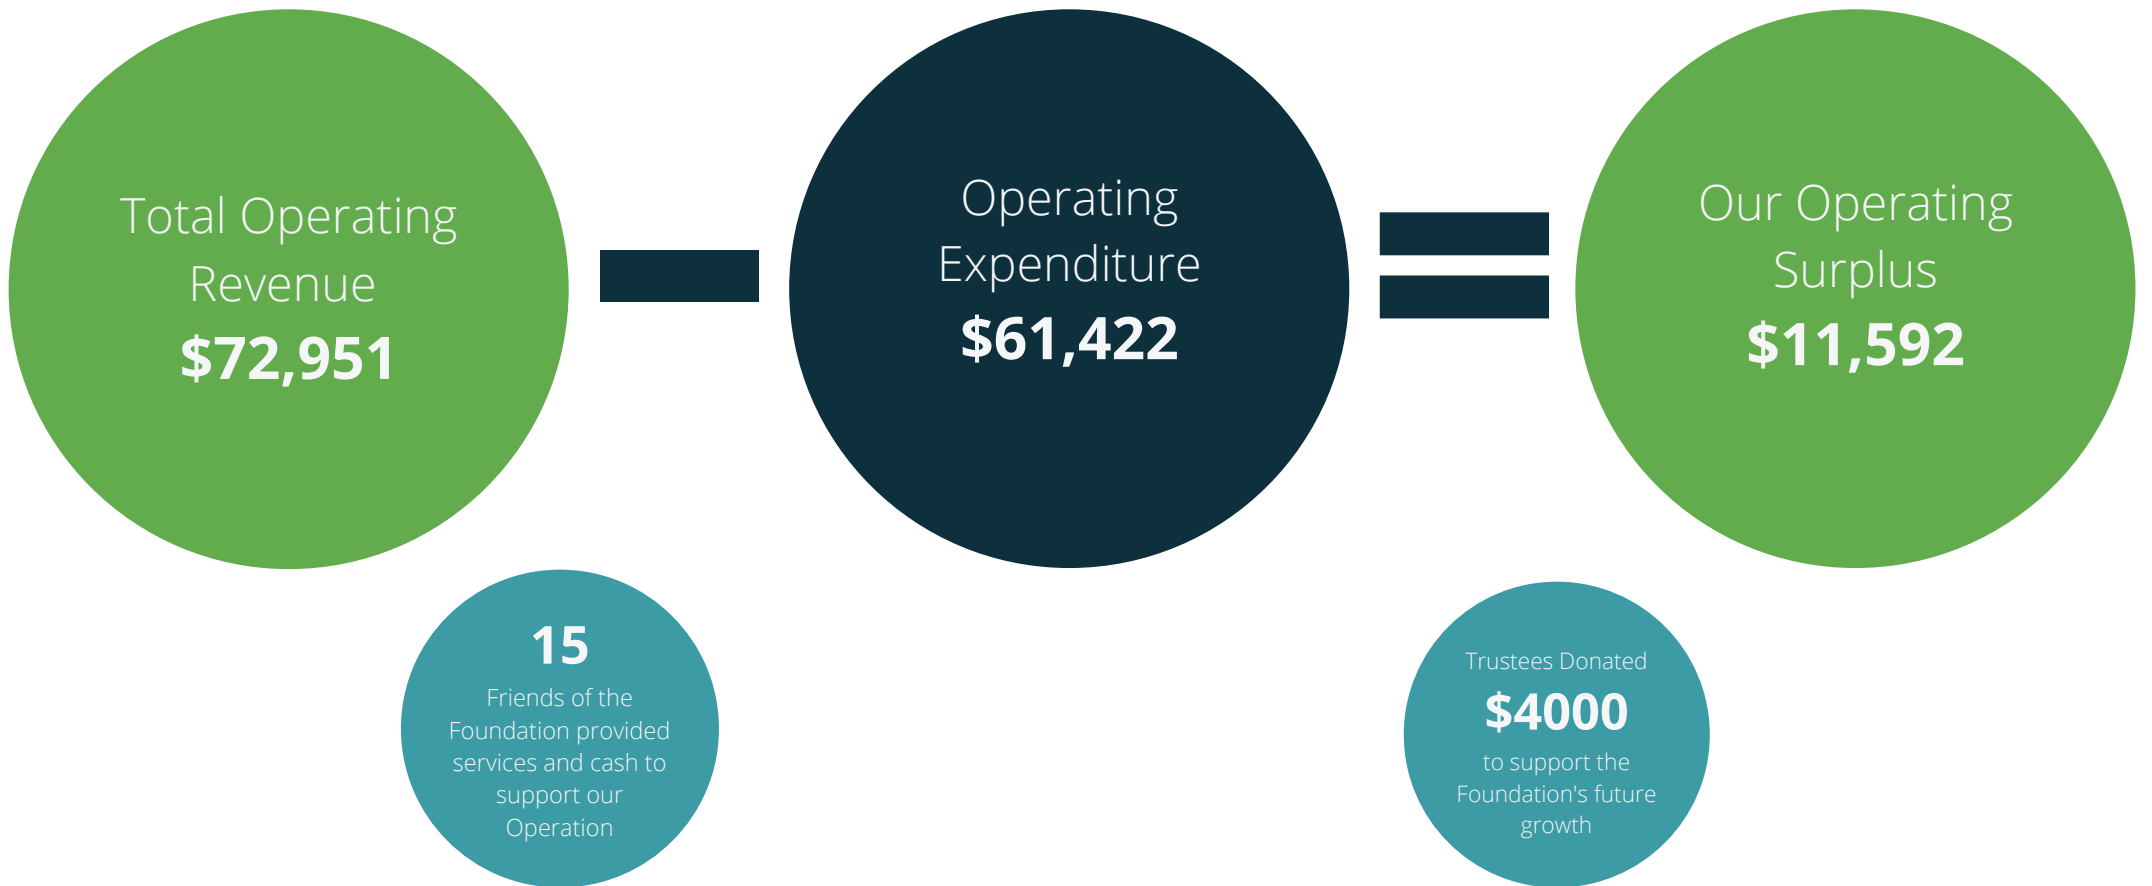 Total Operating
Revenue
$72,951
Operating
Expenditure
$61,422
Our Operating
Surplus
$11,592
15
Friends of the
Foundation provided
services and cash to
support our
Operation
Trustees Donated
$4000
to support the
Foundation's future
growth